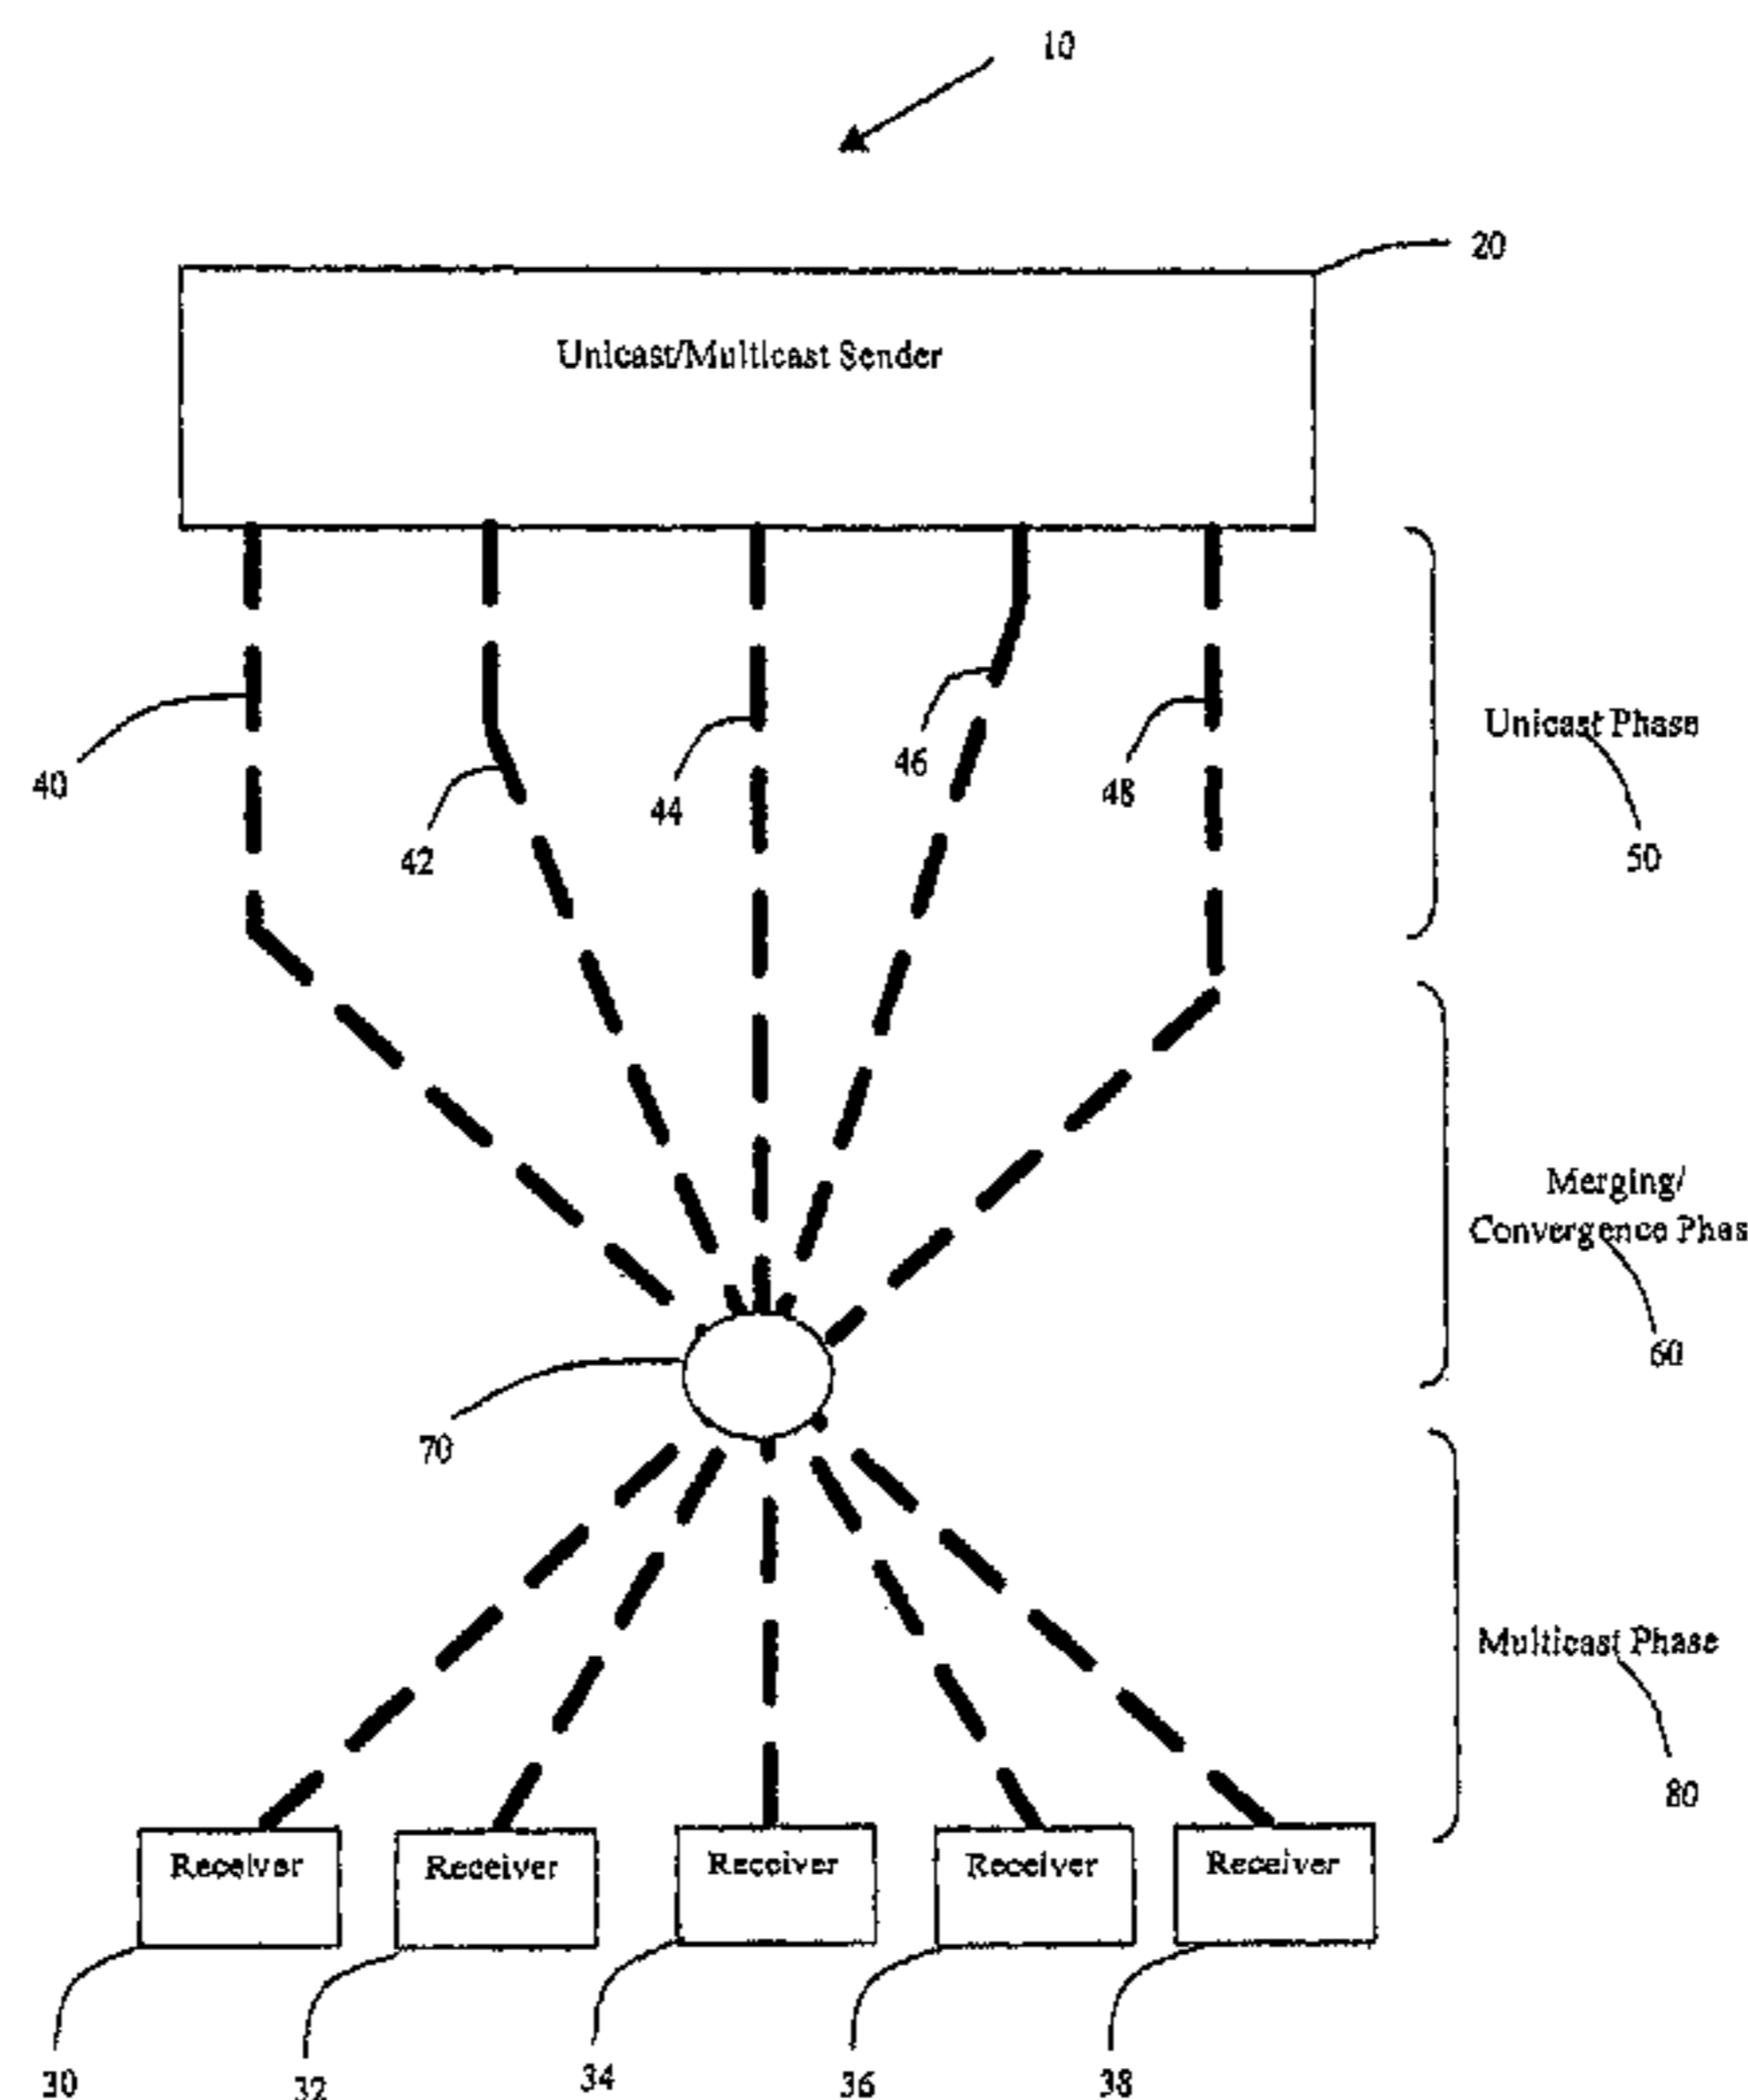 10
20
Unicast/Multicast Sender
40
42
44
46
48
Unicast Phase
50
Merging/
Convergence Phas
60
70
Multicast Phase
80
Receiver
Receiver
Receiver
Receiver
Receiver
30
32
34
36
38